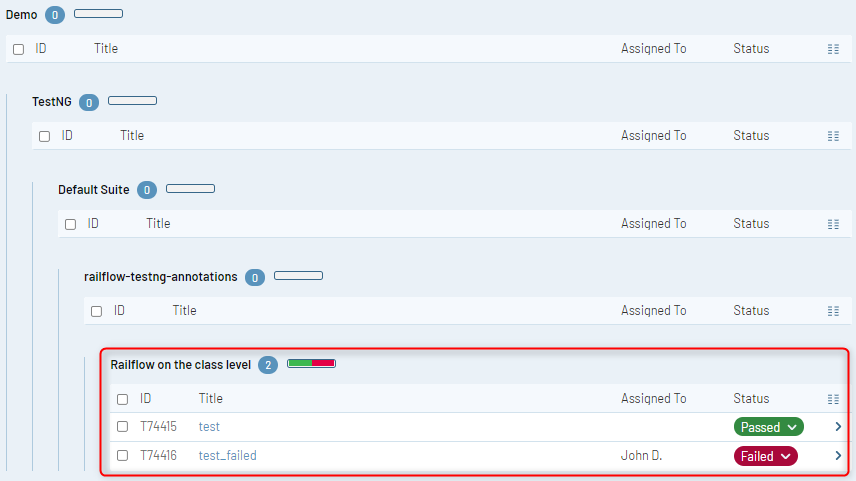 Demo 0
ID Title Assigned To Status
TestNG 0
ID Title Assigned To Status
Default Suite 0
ID Title Assigned To Status
railflow-testng-annotations 0
ID Title Assigned To Status
Railflow on the class level 2
ID Title Assigned To Status
T74415 test Passed
T74416 test_failed John D. Failed